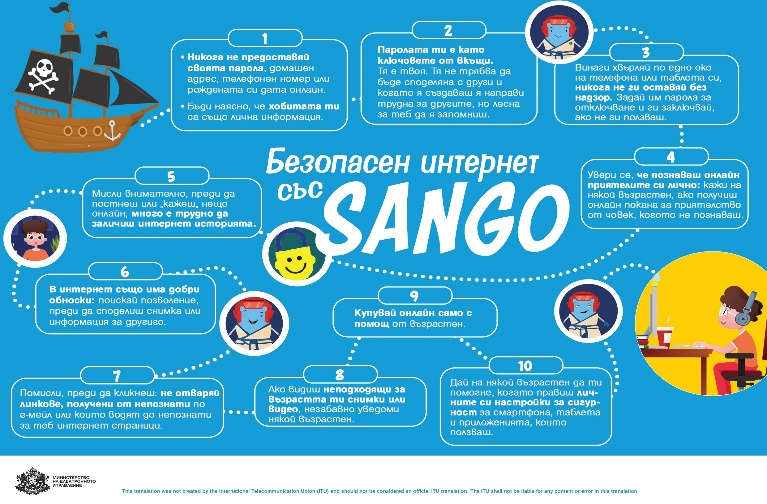 1
• Никога не предоставяй
своята парола, домашен
адрес, телефонен номер или
рождената си дата онлайн.
• Бъди наясно, че хобитата ти
са също лична информация.
2
Паролата ти е като
ключовете от вкъщи.
Тя е твоя. Тя не трябва да
бъде споделяна с други и
когато я създаваш я направи
трудна за другите, но лесна
за теб да я запомниш.
3
Винаги хвърляй по едно око
на телефона или таблета си,
никога не ги оставяй без
надзор. Задай им парола за
отключване и ги заключвай,
ако не ги ползваш.
Безопасен интернет
със
SANGO
4
Увери се, че познаваш онлайн
приятелите си лично: кажи на
някой възрастен, ако получиш
онлайн покана за приятелство
от човек, когото не познаваш.
5
Мисли внимателно, преди да
постнеш или „кажеш„ нещо
онлайн, много е трудно да
заличиш интернет историята.
6
В интернет също има добри
обноски: поискай позволение,
преди да споделиш снимка или
информация за другиго.
7
Помисли, преди да кликнеш: не отваряй
линкове, получени от непознати по
е-мейл или които водят до непознати
за теб интернет страници.
8
Ако видиш неподходящи за
възрастта ти снимки или
видео, незабавно уведоми
някой възрастен.
9
Купувай онлайн само с
помощ от възрастен.
10
Дай на някой възрастен да ти
помогне, когато правиш лич-
ните си настройки за сигур-
ност за смартфона, таблета
и приложенията, които
ползваш.
МИНИСТЕРСТВО
НА ЕЛЕКТРОННОТО
УПРАВЛЕНИЕ
This translation was not created by the International Telecommunication Union (ITU) and should not be considered an official ITU translation. The ITU shall not be liable for any content or error in this translation.